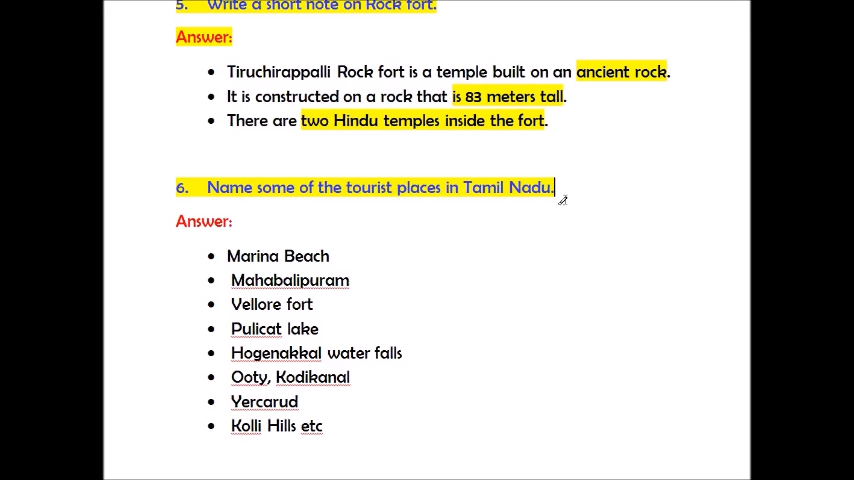 5. Write a short note on Rock fort.
Answer:
• Tiruchirappalli Rock fort is a temple built on an ancient rock.
• It is constructed on a rock that is 83 meters tall.
• There are two Hindu temples inside the fort.
6. Name some of the tourist places in Tamil Nadu.
Answer:
• Marina Beach
• Mahabalipuram
• Vellore fort
• Pulicat lake
• Hogenakkal water falls
• Ooty, Kodikanal
• Yercarud
• Kolli Hills etc